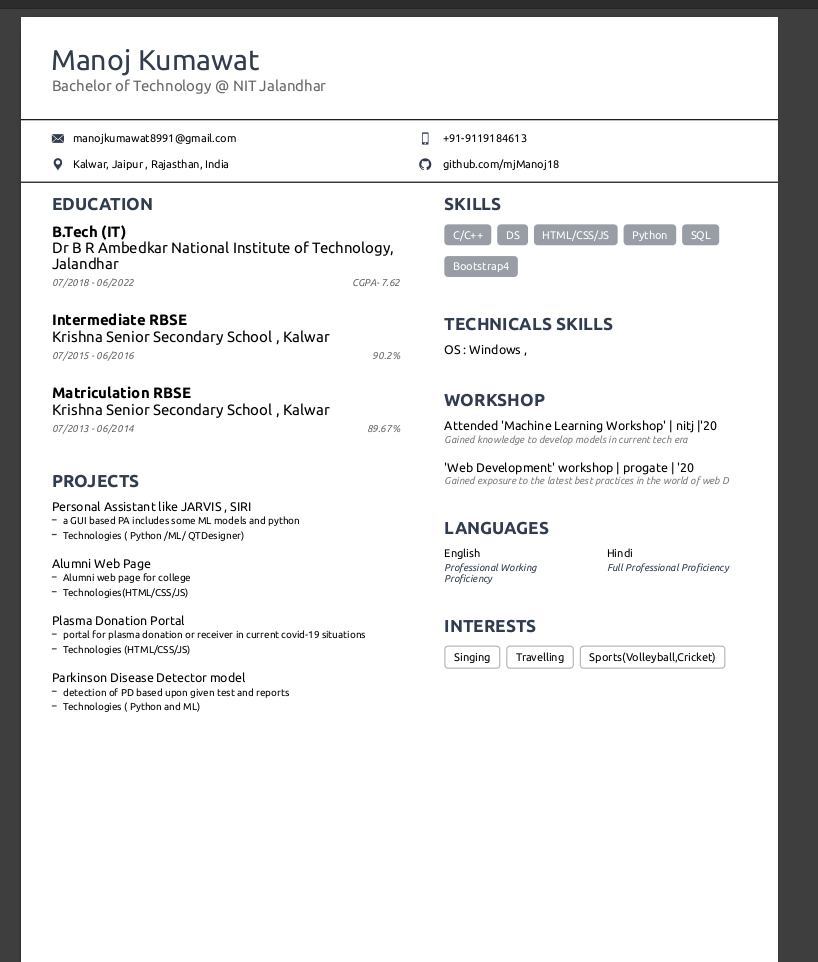 Manoj Kumawat
Bachelor of Technology @ NIT Jalandhar
manojkumawat8991@gmail.com
+91-9119184613
Kalwar, Jaipur , Rajasthan, India
github.com/mjManoj18
EDUCATION
B.Tech (IT)
Dr B R Ambedkar National Institute of Technology,
Jalandhar
07/2018 - 06/2022 CGPA- 7.62
Intermediate RBSE
Krishna Senior Secondary School , Kalwar
07/2015 - 06/2016 90.2%
Matriculation RBSE
Krishna Senior Secondary School , Kalwar
07/2013 - 06/2014 89.67%
PROJECTS
Personal Assistant like JARVIS , SIRI
– a GUI based PA includes some ML models and python
– Technologies ( Python /ML/ QTDesigner)
Alumni Web Page
– Alumni web page for college
– Technologies(HTML/CSS/JS)
Plasma Donation Portal
– portal for plasma donation or receiver in current covid-19 situations
– Technologies (HTML/CSS/JS)
Parkinson Disease Detector model
– detection of PD based upon given test and reports
– Technologies ( Python and ML)
SKILLS
C/C++ DS HTML/CSS/JS Python SQL
Bootstrap4
TECHNICALS SKILLS
OS : Windows ,
WORKSHOP
Attended 'Machine Learning Workshop' | nitj |'20
Gained knowledge to develop models in current tech era
'Web Development' workshop | progate | '20
Gained exposure to the latest best practices in the world of web D
LANGUAGES
English
Professional Working
Proficiency
Hindi
Full Professional Proficiency
INTERESTS
Singing Travelling Sports(Volleyball,Cricket)